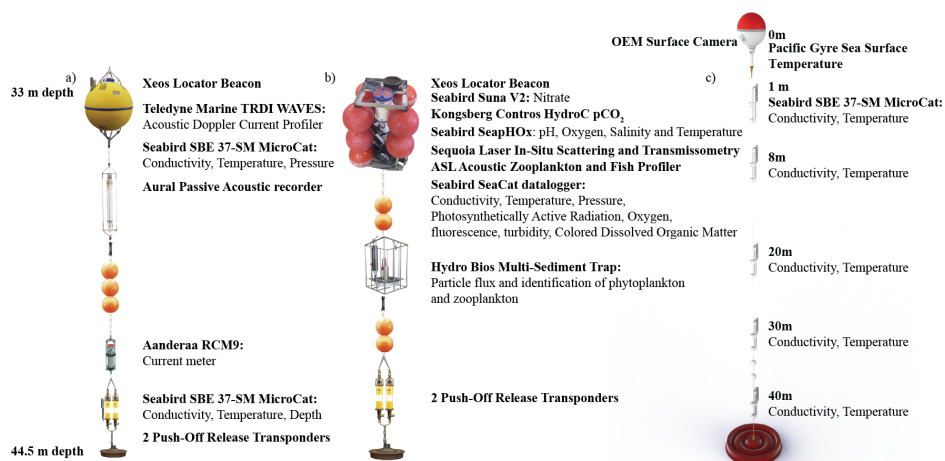 a)
33 m depth
Xeos Locator Beacon
Teledyne Marine TRDI WAVES:
Acoustic Doppler Current Profiler
Seabird SBE 37-SM MicroCat:
Conductivity, Temperature, Pressure
Aural Passive Acoustic recorder
Aanderaa RCM9:
Current meter
Seabird SBE 37-SM MicroCat:
Conductivity, Temperature, Depth
2 Push-Off Release Transponders
44.5 m depth
b)
Xeos Locator Beacon
Seabird Suna V2: Nitrate
Kongsberg Contros HydroC pCO₂
Seabird SeapHOx: pH, Oxygen, Salinity and Temperature
Sequoia Laser In-Situ Scattering and Transmissometry
ASL Acoustic Zooplankton and Fish Profiler
Seabird SeaCat datalogger:
Conductivity, Temperature, Pressure,
Photosynthetically Active Radiation, Oxygen,
fluorescence, turbidity, Colored Dissolved Organic Matter
Hydro Bios Multi-Sediment Trap:
Particle flux and identification of phytoplankton
and zooplankton
2 Push-Off Release Transponders
c)
OEM Surface Camera
0m
Pacific Gyre Sea Surface
Temperature
1 m
Seabird SBE 37-SM MicroCat:
Conductivity, Temperature
8m
Conductivity, Temperature
20m
Conductivity, Temperature
30m
Conductivity, Temperature
40m
Conductivity, Temperature